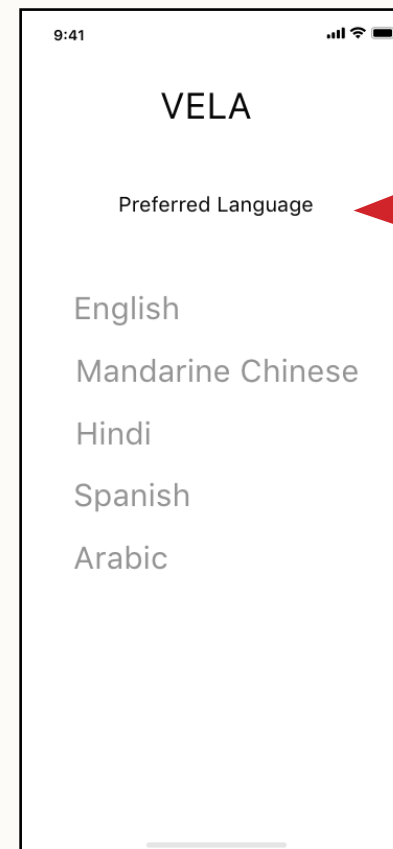 9:41
VELA
Preferred Language
English
Mandarine Chinese
Hindi
Spanish
Arabic